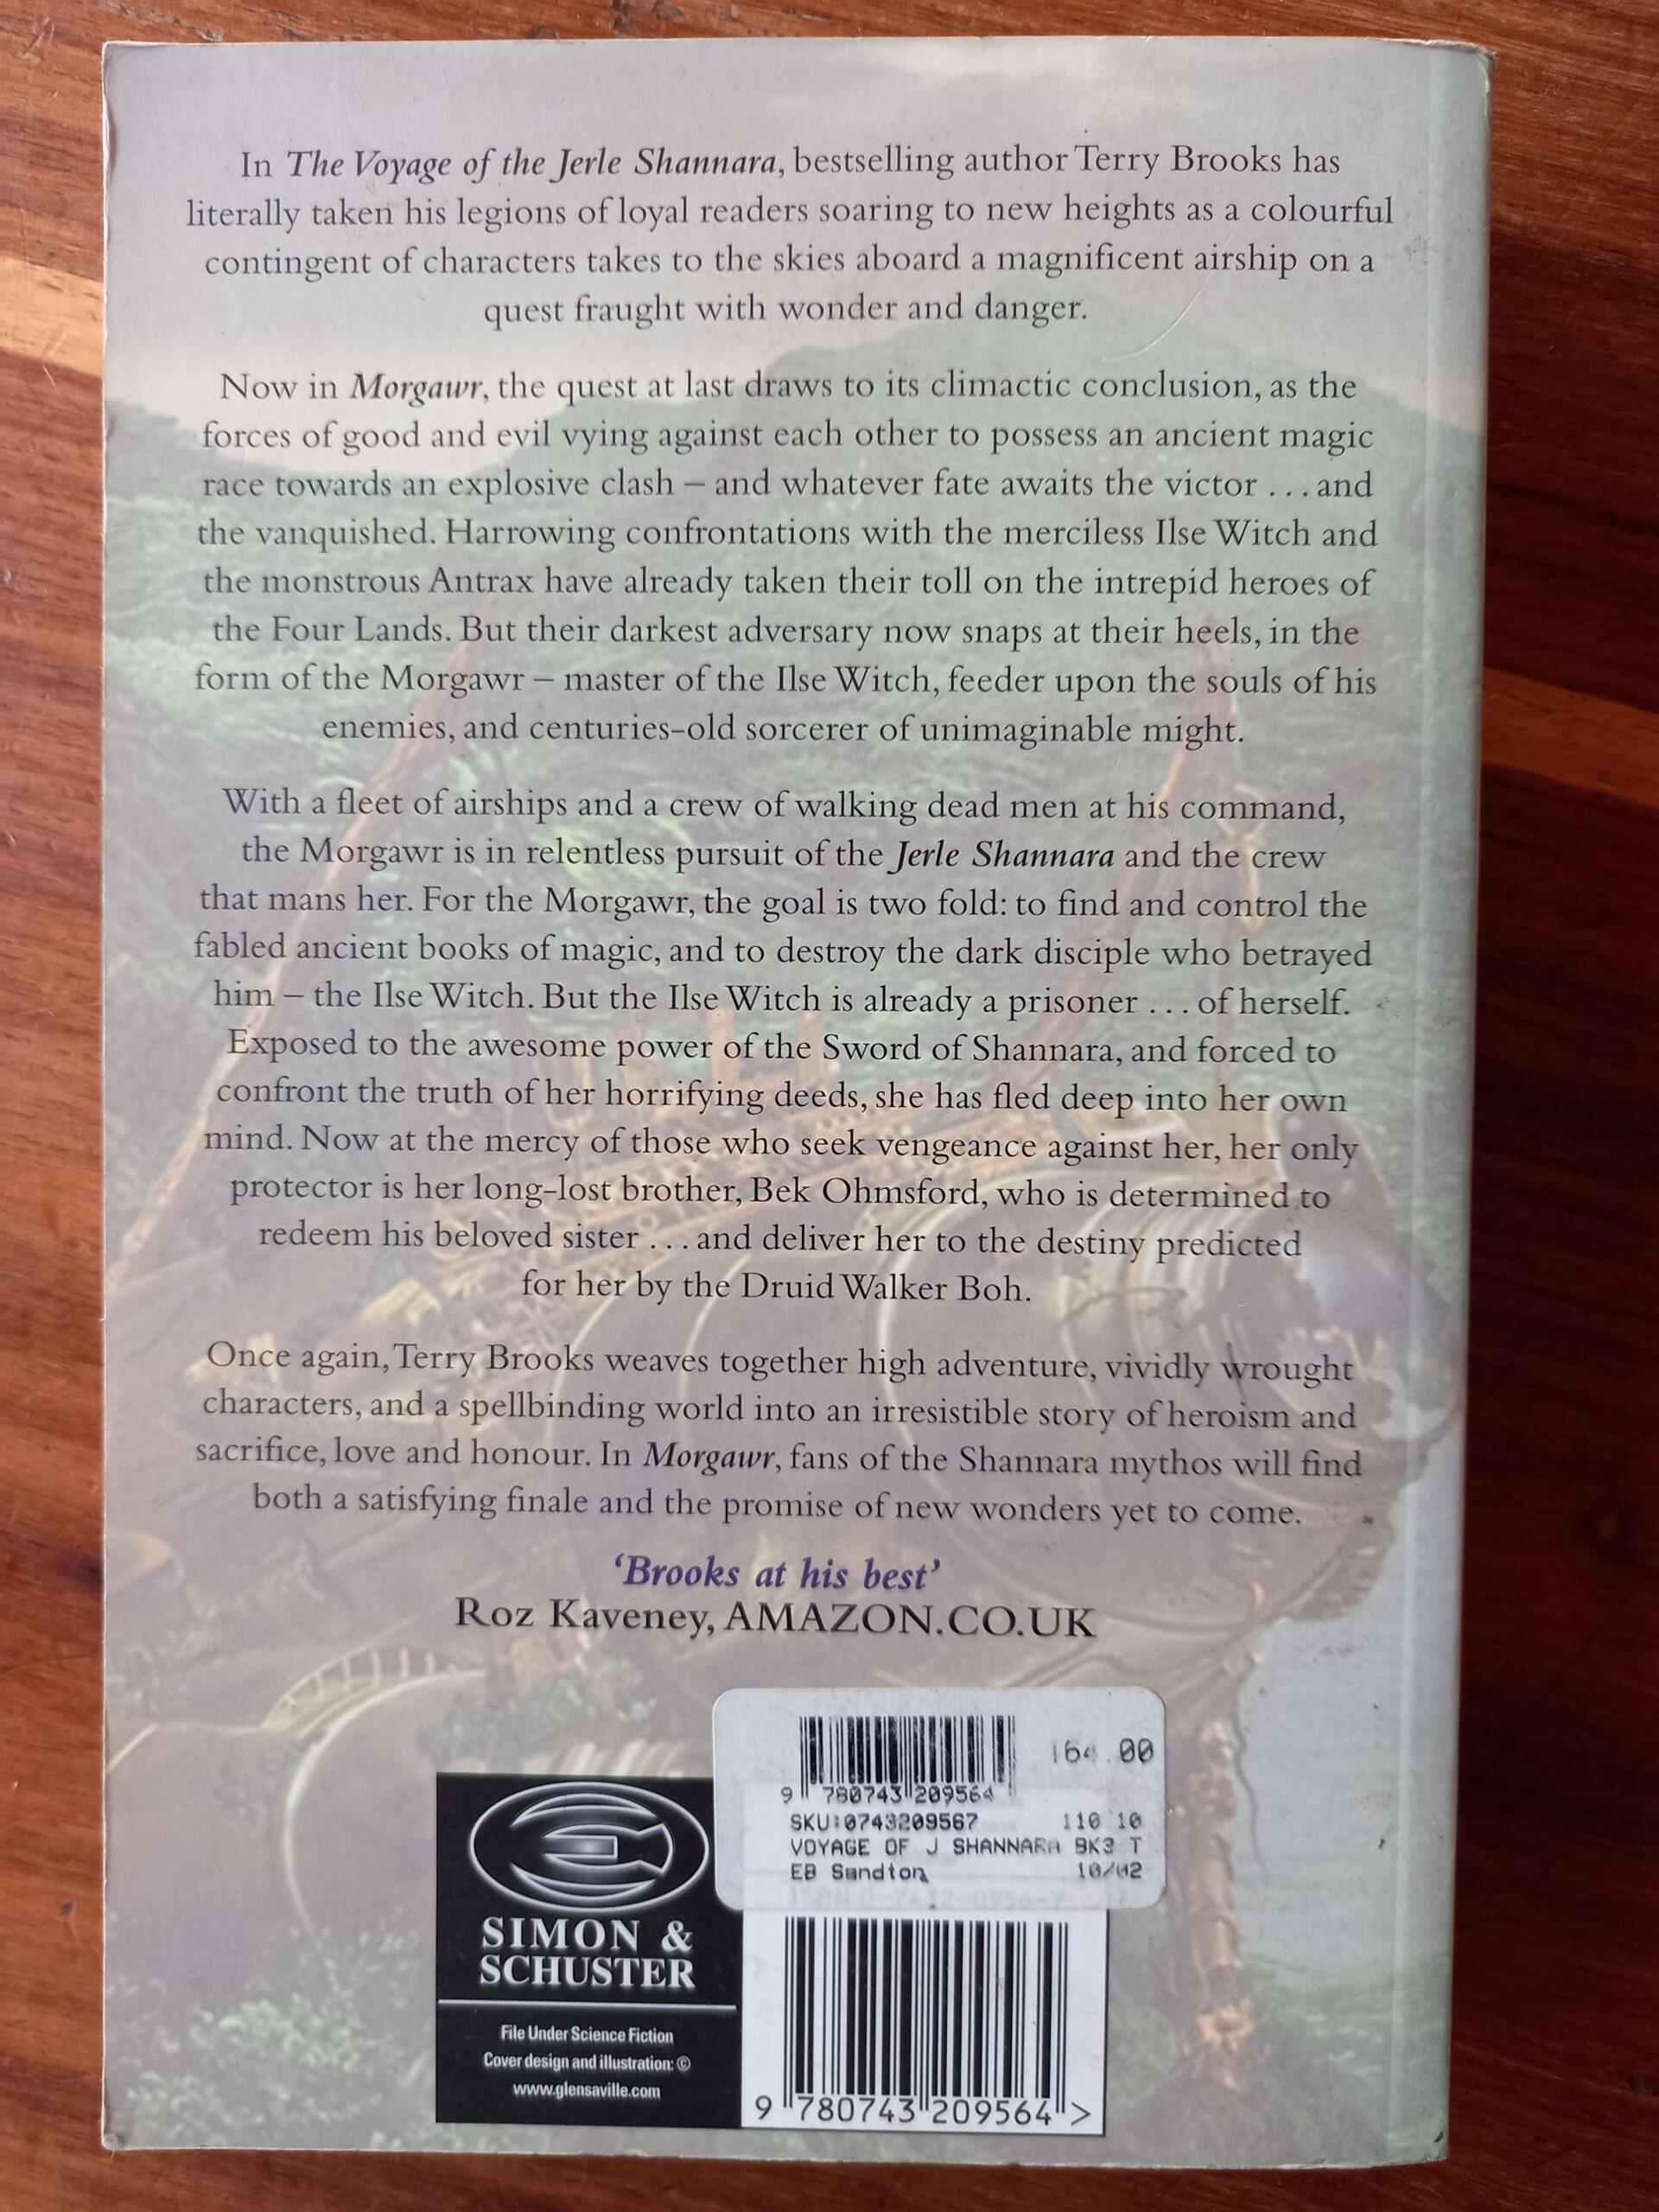 In The Voyage of the Jerle Shannara, bestselling author Terry Brooks has
literally taken his legions of loyal readers soaring to new heights as a colourful
contingent of characters takes to the skies aboard a magnificent airship on a
quest fraught with wonder and danger.
Now in Morgawr, the quest at last draws to its climactic conclusion, as the
forces of good and evil vying against each other to possess an ancient magic
race towards an explosive clash – and whatever fate awaits the victor ... and
the vanquished. Harrowing confrontations with the merciless Ilse Witch and
the monstrous Antrax have already taken their toll on the intrepid heroes of
the Four Lands. But their darkest adversary now snaps at their heels, in the
form of the Morgawr – master of the Ilse Witch, feeder upon the souls of his
enemies, and centuries-old sorcerer of unimaginable might.
With a fleet of airships and a crew of walking dead men at his command,
the Morgawr is in relentless pursuit of the Jerle Shannara and the crew
that mans her. For the Morgawr, the goal is two fold: to find and control the
fabled ancient books of magic, and to destroy the dark disciple who betrayed
him – the Ilse Witch. But the Ilse Witch is already a prisoner ... of herself.
Exposed to the awesome power of the Sword of Shannara, and forced to
confront the truth of her horrifying deeds, she has fled deep into her own
mind. Now at the mercy of those who seek vengeance against her, her only
protector is her long-lost brother, Bek Ohmsford, who is determined to
redeem his beloved sister ... and deliver her to the destiny predicted
for her by the Druid Walker Boh.
Once again, Terry Brooks weaves together high adventure, vividly wrought
characters, and a spellbinding world into an irresistible story of heroism and
sacrifice, love and honour. In Morgawr, fans of the Shannara mythos will find
both a satisfying finale and the promise of new wonders yet to come.
‘Brooks at his best’
Roz Kaveney, AMAZON.CO.UK
164.00
9 780743 209564
SKU:0743209567 110 10
VOYAGE OF J SHANNARA BK3 T
EB Sandton 10/02
SIMON &
SCHUSTER
File Under Science Fiction
Cover design and illustration: ©
www.glensaville.com
9 780743 209564 >